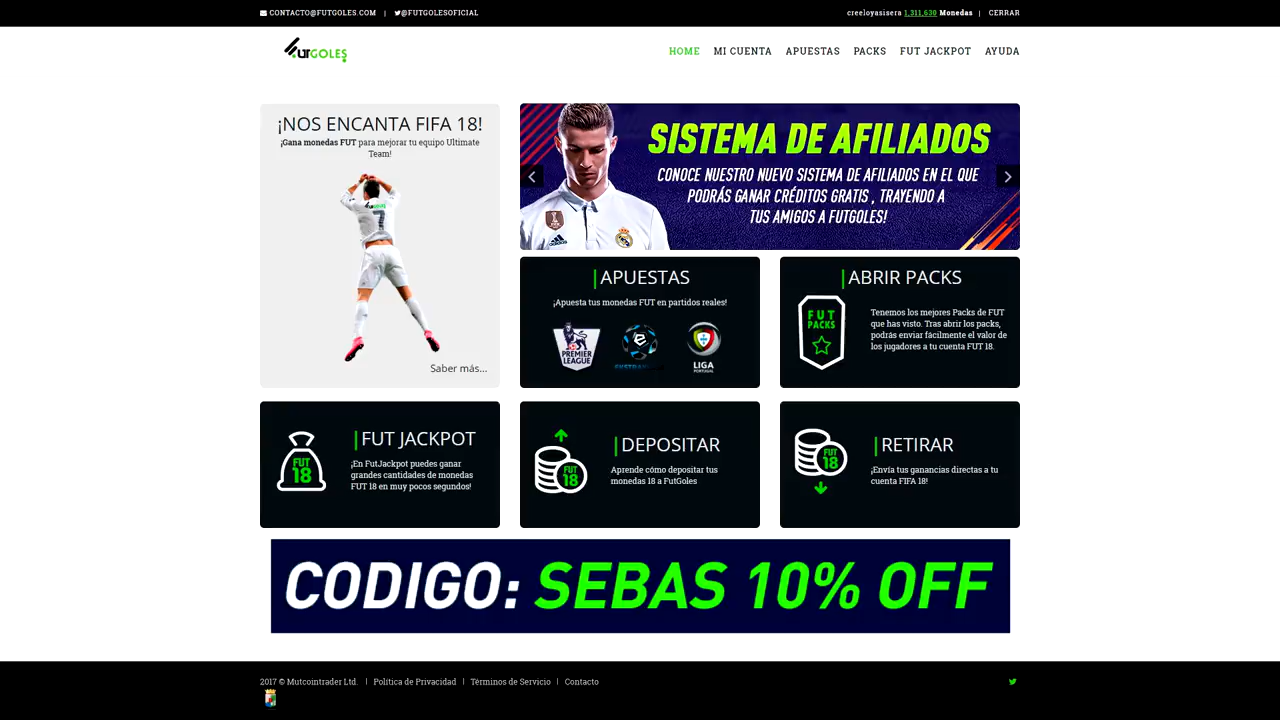 CONTACTO@FUTGOLES.COM | @FUTGOLESOFICIAL
creeloyasisera 1,311,630 Monedas | CERRAR
FUTGOLES
HOME MI CUENTA APUESTAS PACKS FUT JACKPOT AYUDA
¡NOS ENCANTA FIFA 18!
¡Gana monedas FUT para mejorar tu equipo Ultimate
Team!
7
Saber más...
SISTEMA DE AFILIADOS
CONOCE NUESTRO NUEVO SISTEMA DE AFILIADOS EN EL QUE
PODRÁS GANAR CRÉDITOS GRATIS , TRAYENDO A
TUS AMIGOS A FUTGOLES!
|APUESTAS
¡Apuesta tus monedas FUT en partidos reales!
PREMIER
LEAGUE
LIGA
PORTUGAL
|ABRIR PACKS
FUT
PACKS
Tenemos los mejores Packs de FUT
que has visto. Tras abrir los packs,
podrás enviar fácilmente el valor de
los jugadores a tu cuenta FUT 18.
|FUT JACKPOT
FUT
18
¡En FutJackpot puedes ganar
grandes cantidades de monedas
FUT 18 en muy pocos segundos!
|DEPOSITAR
FUT
18
Aprende cómo depositar tus
monedas 18 a FutGoles
|RETIRAR
FUT
18
¡Envía tus ganancias directas a tu
cuenta FIFA 18!
CODIGO: SEBAS 10% OFF
2017 © Mutcointrader Ltd. | Política de Privacidad | Términos de Servicio | Contacto